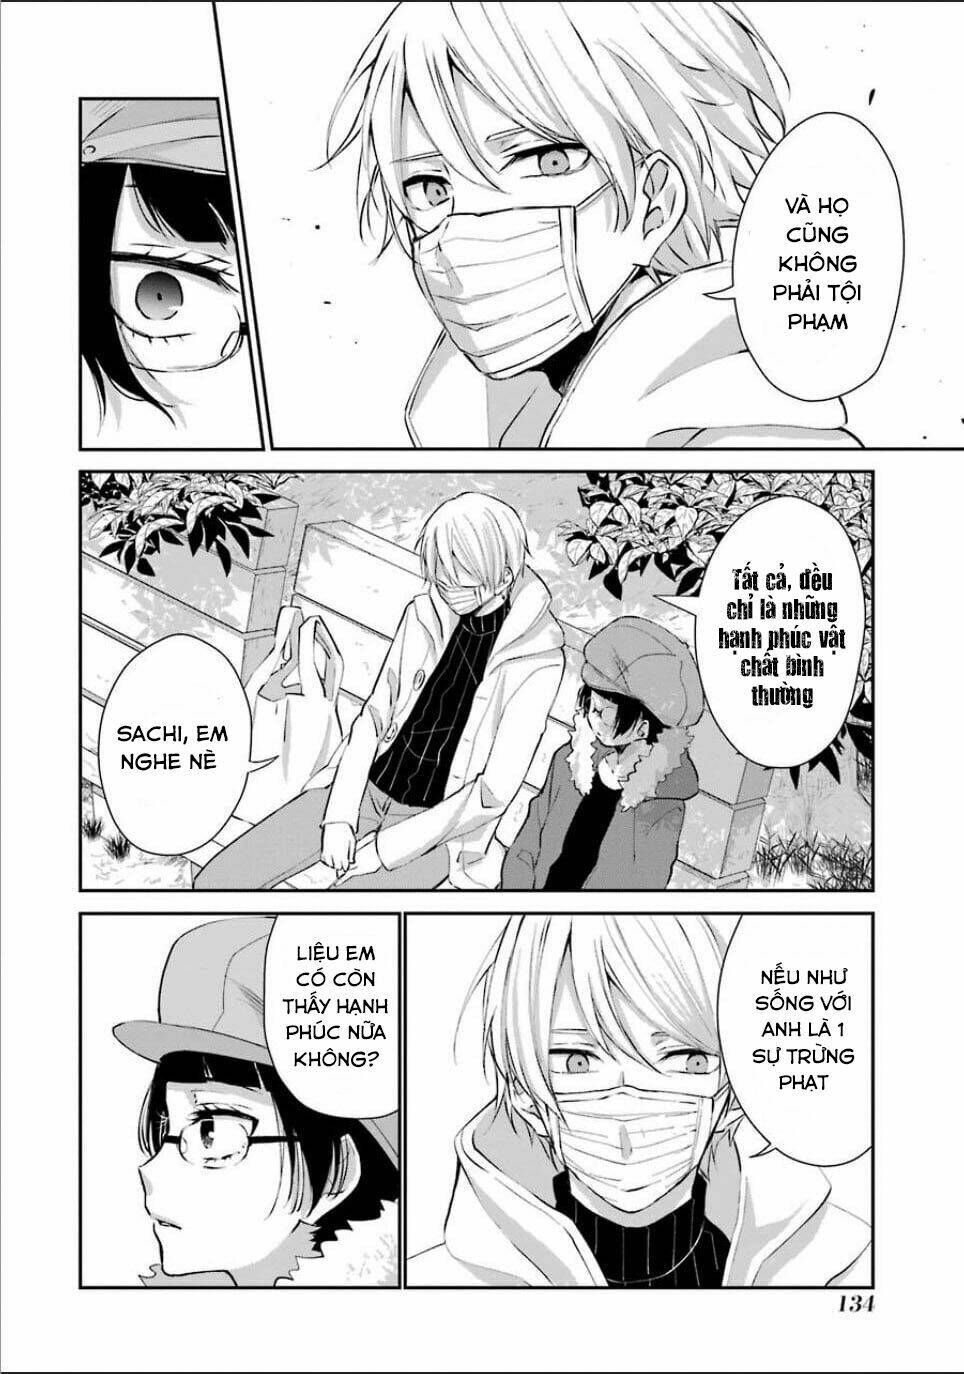 VÀ HỌ
CŨNG
KHÔNG
PHẢI TỘI
PHẠM
Tất cả, đều
chỉ là những
hạnh phúc vật
chất bình
thường
SACHI, EM
NGHE NÈ
NẾU NHƯ
SỐNG VỚI
ANH LÀ 1
SỰ TRỪNG
PHẠT
LIỆU EM
CÓ CÒN
THẤY HẠNH
PHÚC NỮA
KHÔNG?
134